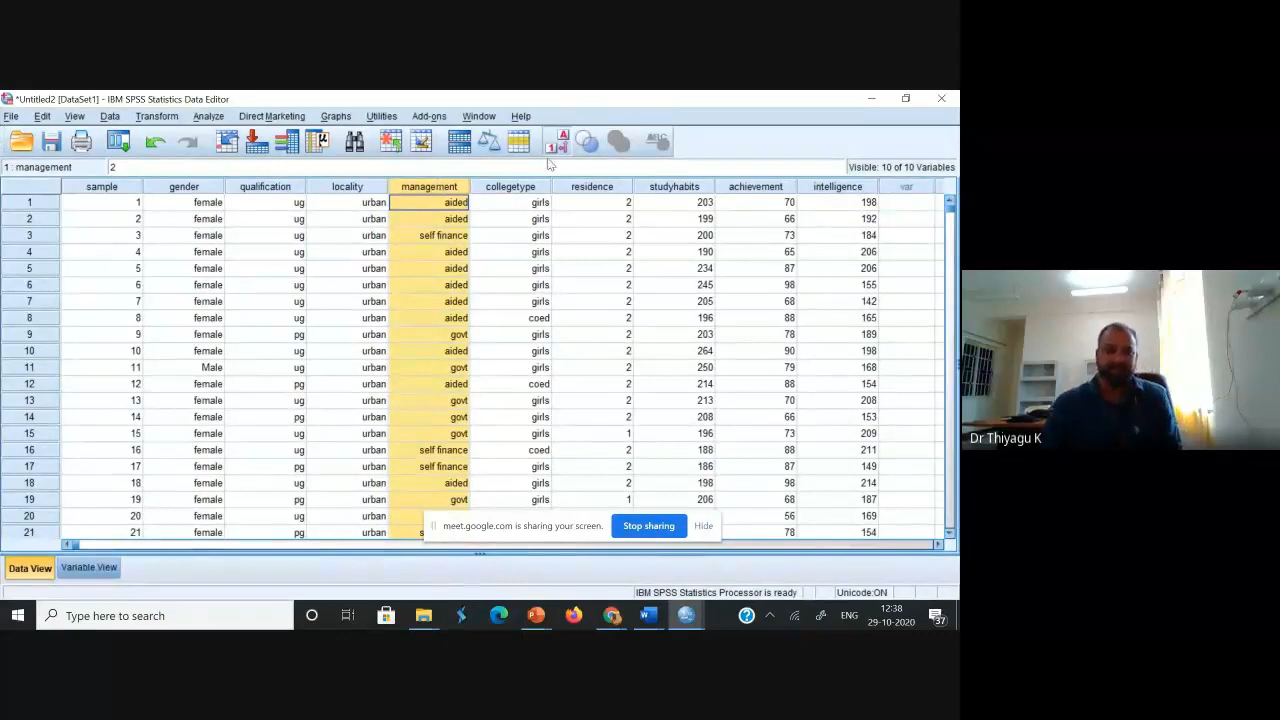 *Untitled2 [DataSet1] - IBM SPSS Statistics Data Editor
File Edit View Data Transform Analyze Direct Marketing Graphs Utilities Add-ons Window Help
1 : management 2 Visible: 10 of 10 Variables
sample gender qualification locality management collegetype residence studyhabits achievement intelligence var
1 1 female ug urban aided girls 2 203 70 198
2 2 female ug urban aided girls 2 199 66 192
3 3 female ug urban self finance girls 2 200 73 184
4 4 female ug urban aided girls 2 190 65 206
5 5 female ug urban aided girls 2 234 87 206
6 6 female ug urban aided girls 2 245 98 155
7 7 female ug urban aided girls 2 205 68 142
8 8 female ug urban aided coed 2 196 88 165
9 9 female pg urban govt girls 2 203 78 189
10 10 female ug urban aided girls 2 264 90 198
11 11 Male ug urban govt girls 2 250 79 168
12 12 female pg urban aided coed 2 214 88 154
13 13 female ug urban govt girls 2 213 70 208
14 14 female pg urban govt girls 2 208 66 153
15 15 female ug urban govt girls 1 196 73 209
16 16 female ug urban self finance coed 2 188 88 211
17 17 female pg urban self finance girls 2 186 87 149
18 18 female ug urban aided girls 2 198 98 214
19 19 female pg urban govt girls 1 206 68 187
20 20 female ug urban 56 169
21 21 female pg urban s 78 154
meet.google.com is sharing your screen. Stop sharing Hide
Data View Variable View
IBM SPSS Statistics Processor is ready Unicode:ON
Type here to search
ENG 12:38
29-10-2020 37
Dr Thiyagu K